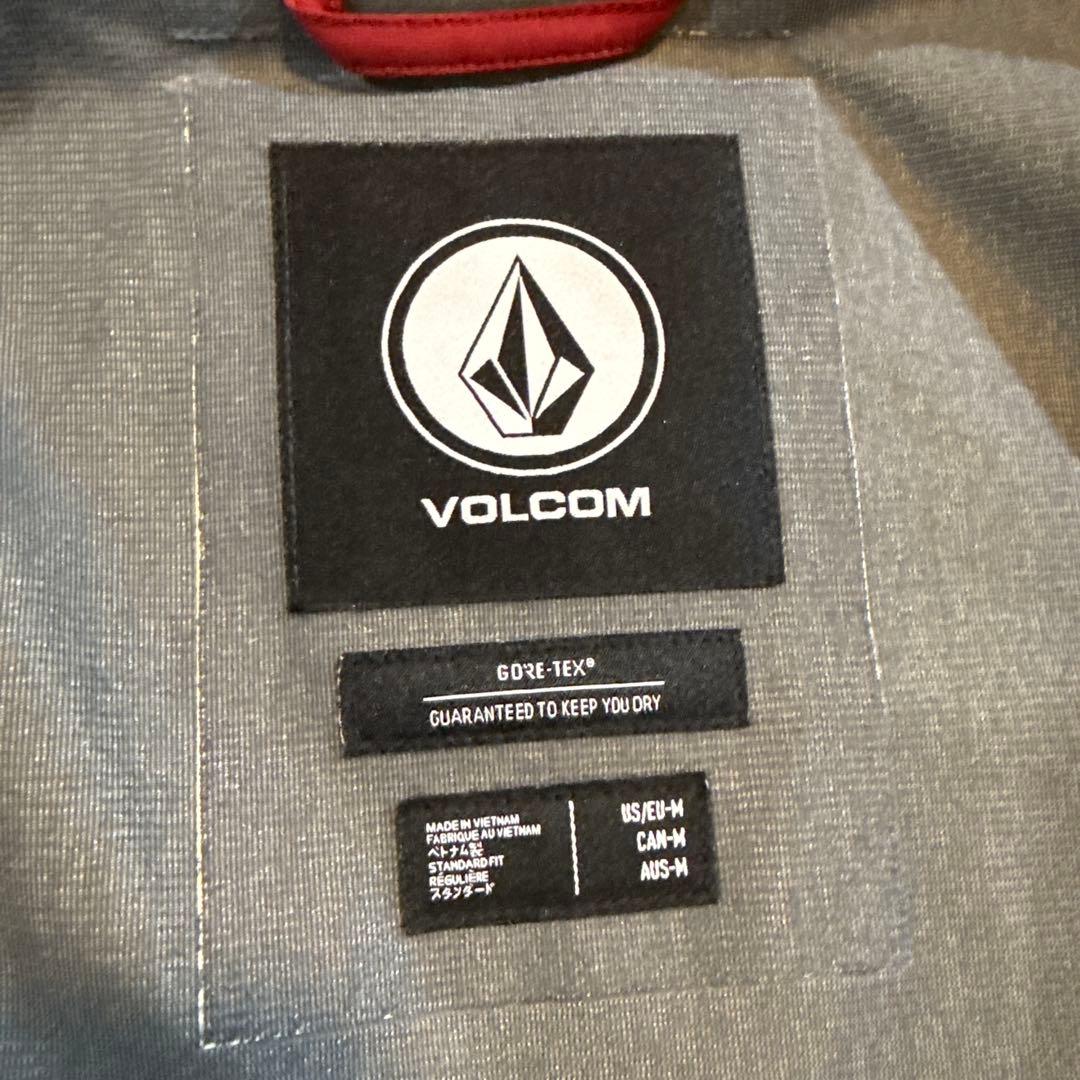 VOLCOM
GORE-TEX®
GUARANTEED TO KEEP YOU DRY
MADE IN VIETNAM
FABRIQUE AU VIETNAM
ベトナム製
STANDARD FIT
RÉGULIÈRE
スタンダード
US/EU-M
CAN-M
AUS-M